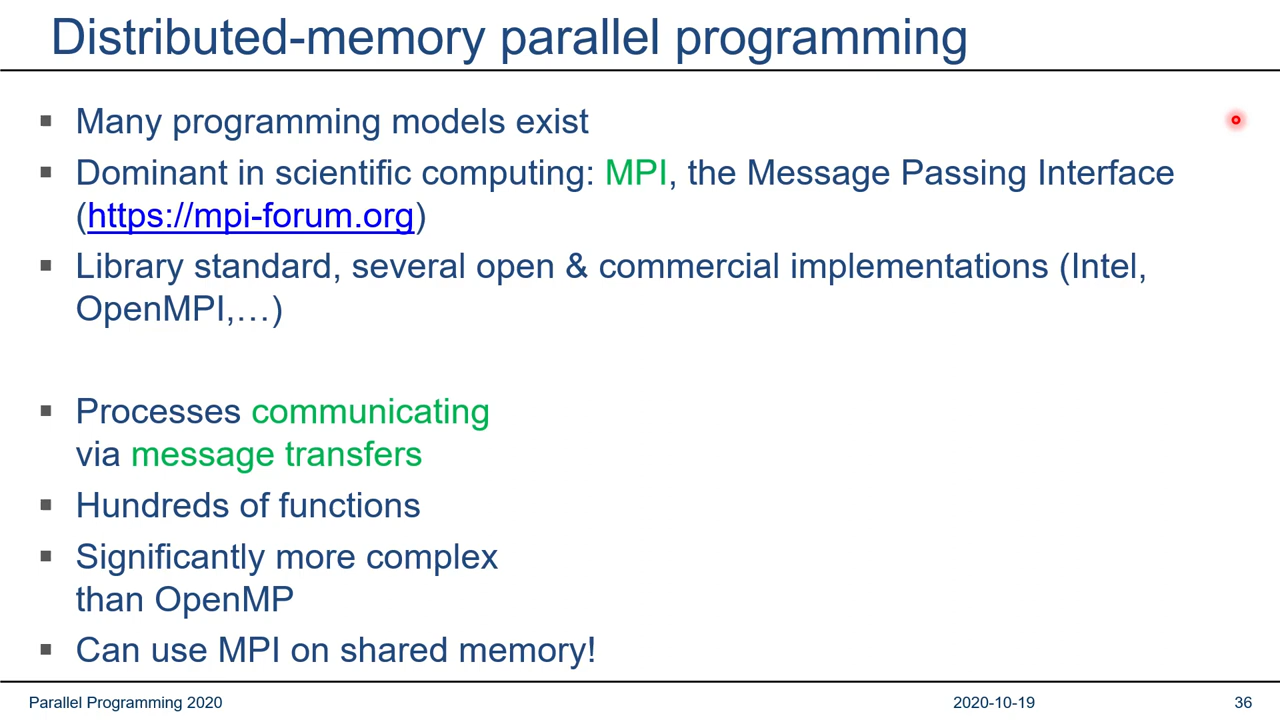 Distributed-memory parallel programming
▪ Many programming models exist
▪ Dominant in scientific computing: MPI, the Message Passing Interface
(https://mpi-forum.org)
▪ Library standard, several open & commercial implementations (Intel,
OpenMPI,…)
▪ Processes communicating
via message transfers
▪ Hundreds of functions
▪ Significantly more complex
than OpenMP
▪ Can use MPI on shared memory!
Parallel Programming 2020
2020-10-19
36